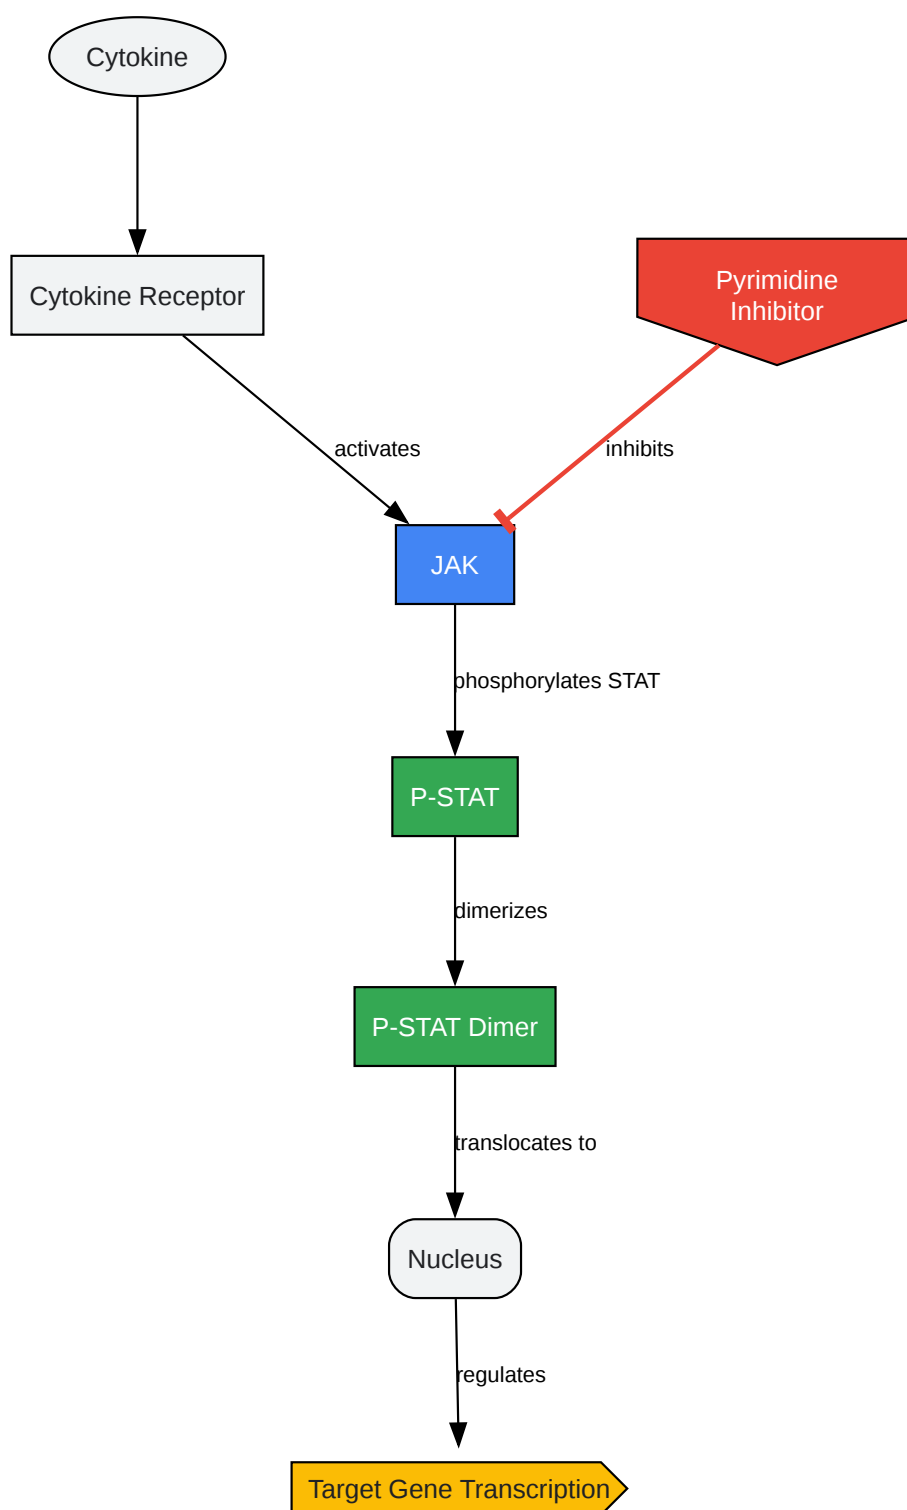 Cytokine
Cytokine Receptor
Pyrimidine
Inhibitor
activates
inhibits
JAK
phosphorylates STAT
P-STAT
dimerizes
P-STAT Dimer
translocates to
Nucleus
regulates
Target Gene Transcription